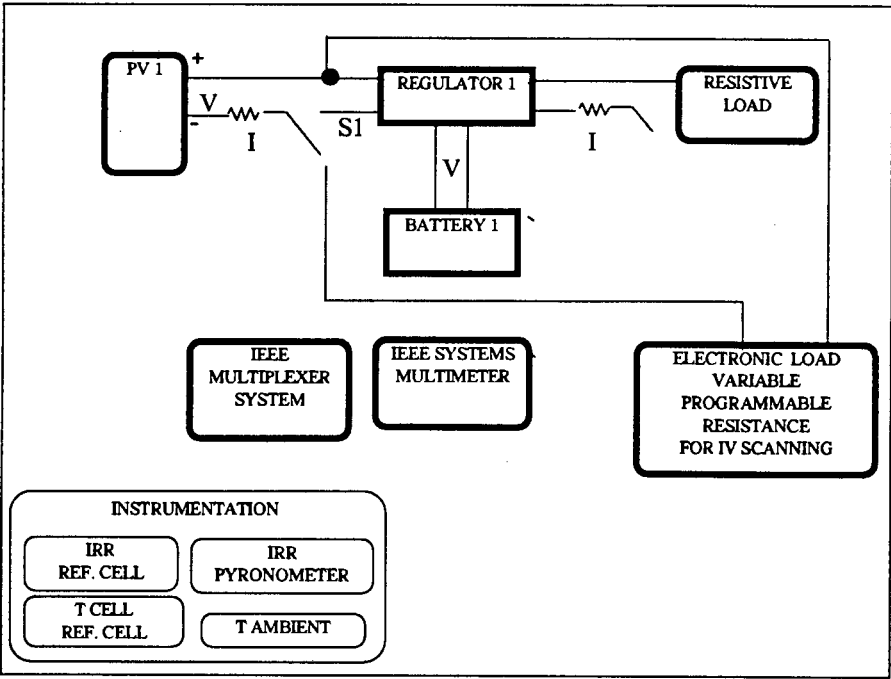 PV 1
+
V
-
I
S1
REGULATOR 1
I
RESISTIVE
LOAD
V
BATTERY 1
IEEE
MULTIPLEXER
SYSTEM
IEEE SYSTEMS
MULTIMETER
ELECTRONIC LOAD
VARIABLE
PROGRAMMABLE
RESISTANCE
FOR IV SCANNING
INSTRUMENTATION
IRR
REF. CELL
IRR
PYRONOMETER
T CELL
REF. CELL
T AMBIENT